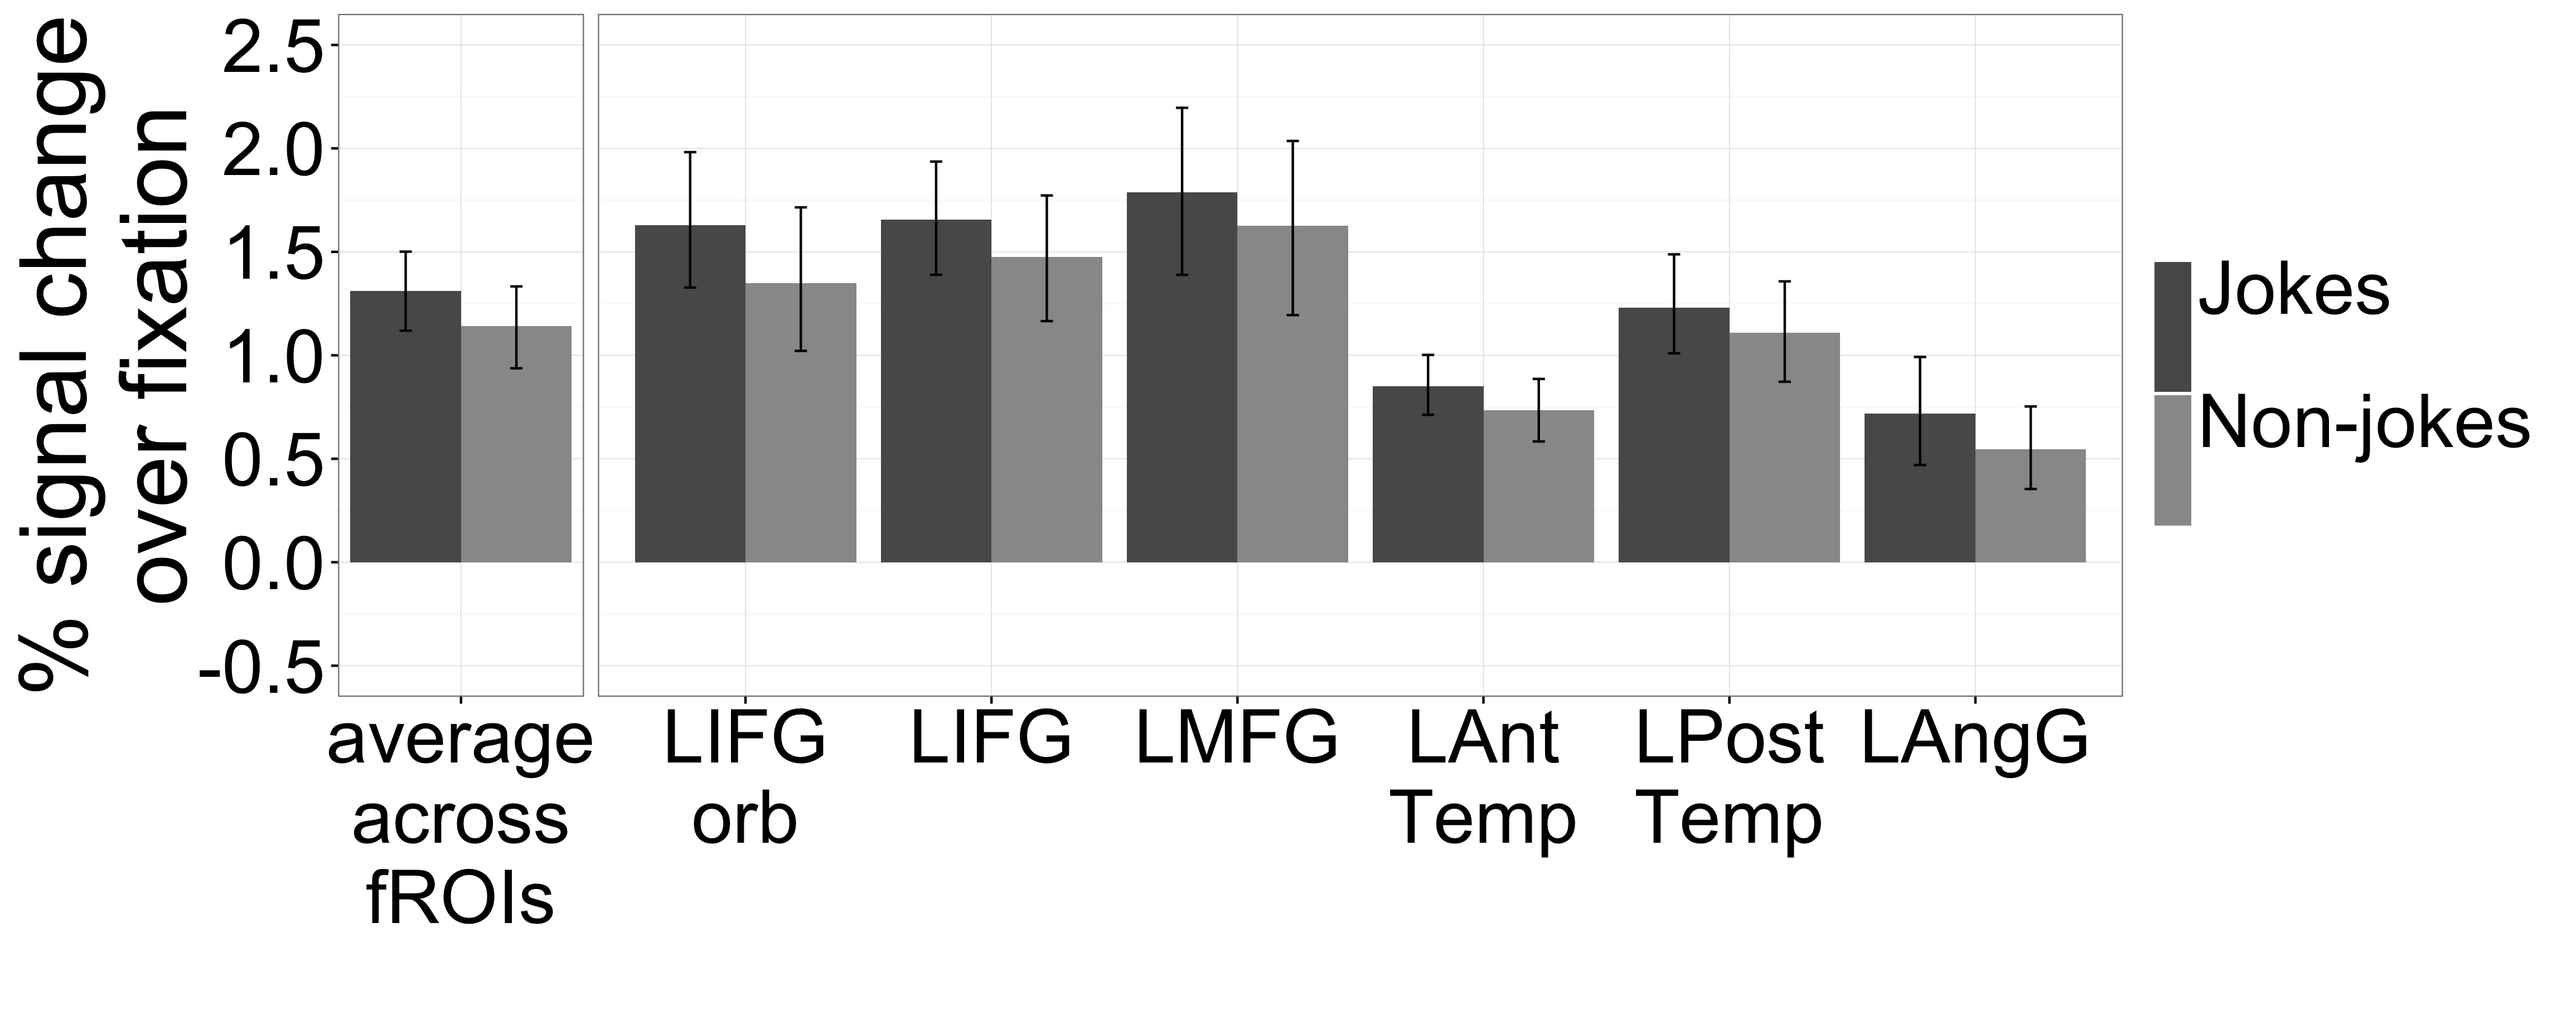 % signal change
over fixation
2.5
2.0
1.5
1.0
0.5
0.0
-0.5
average
across
fROIs
LIFG
orb
LIFG
LMFG
LAnt
Temp
LPost
Temp
LAngG
Jokes
Non-jokes